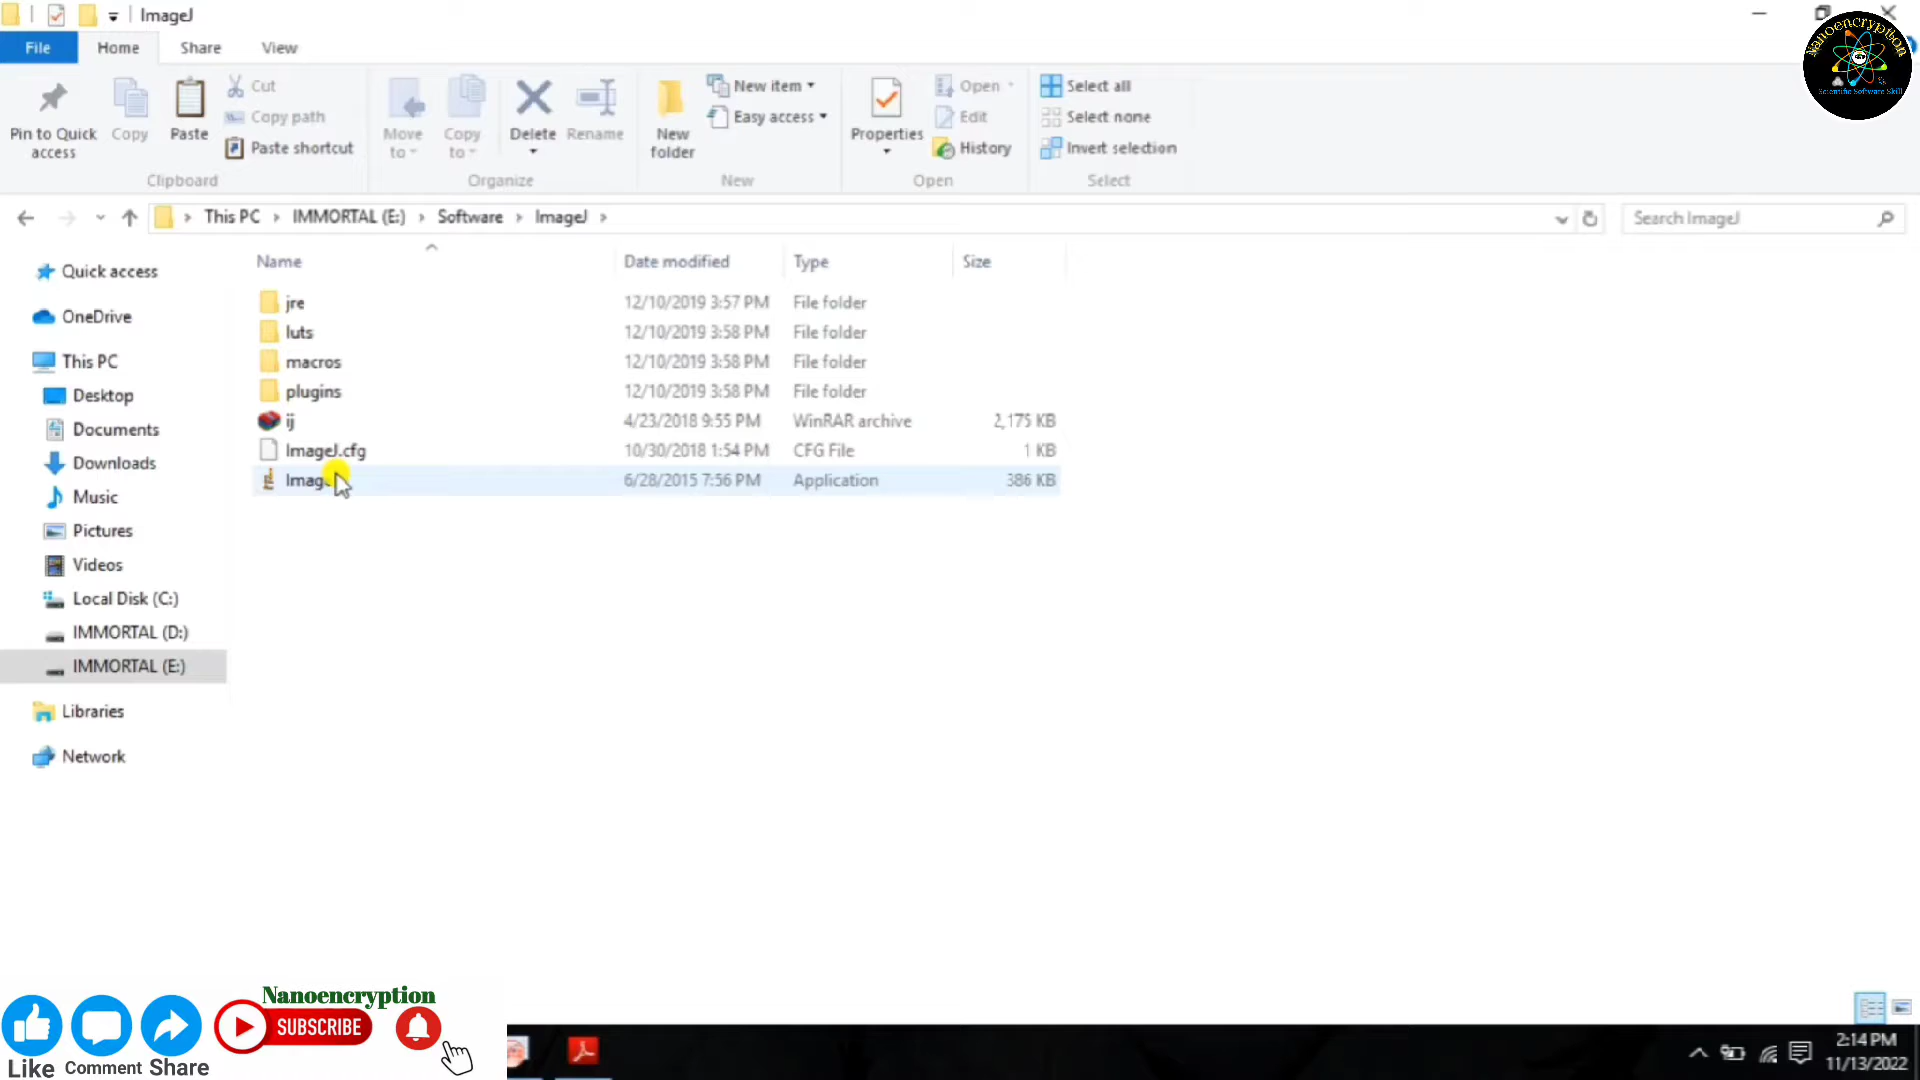 ImageJ
File Home Share View
Pin to Quick access
Copy
Paste
Cut
Copy path
Paste shortcut
Clipboard
Move to
Copy to
Delete
Rename
Organize
New folder
New item
Easy access
New
Properties
Open
Edit
History
Open
Select all
Select none
Invert selection
Select
This PC > IMMORTAL (E:) > Software > ImageJ >
Search ImageJ
Name Date modified Type Size
jre 12/10/2019 3:57 PM File folder
luts 12/10/2019 3:58 PM File folder
macros 12/10/2019 3:58 PM File folder
plugins 12/10/2019 3:58 PM File folder
ij 4/23/2018 9:55 PM WinRAR archive 2,175 KB
ImageJ.cfg 10/30/2018 1:54 PM CFG File 1 KB
Imag 6/28/2015 7:56 PM Application 386 KB
Quick access
OneDrive
This PC
Desktop
Documents
Downloads
Music
Pictures
Videos
Local Disk (C:)
IMMORTAL (D:)
IMMORTAL (E:)
Libraries
Network
Nanoencryption
Scientific Software Skill
Nanoencryption
SUBSCRIBE
Like Comment Share
2:14 PM
11/13/2022